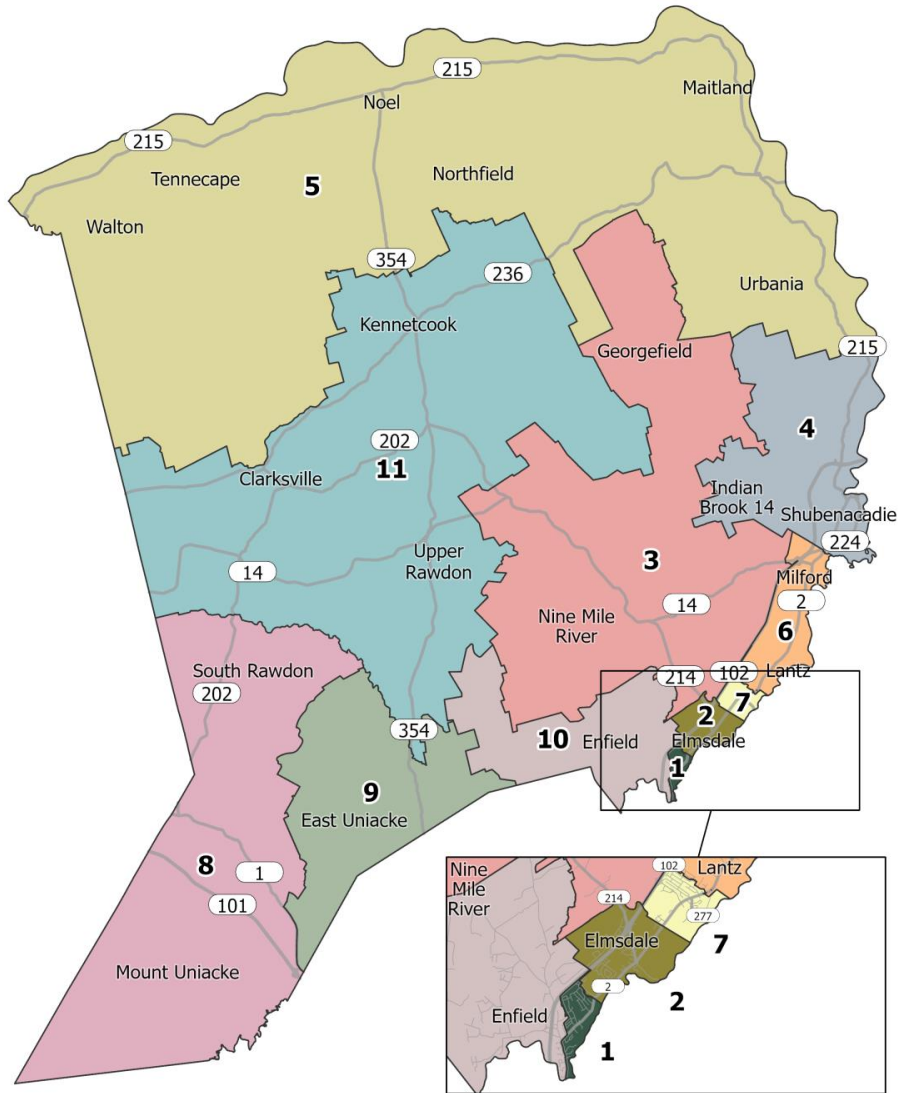 215
Maitland
Noel
215
Tennecape
5
Northfield
Walton
354
236
Urbania
Kennetcook
Georgefield
215
4
202
11
Clarksville
Indian
Brook 14
Shubenacadie
224
Upper
Rawdon
3
14
Milford
2
14
Nine Mile
River
6
South Rawdon
202
214
102
Lantz
7
2
354
10
Enfield
Elmsdale
1
9
East Uniacke
8
1
101
Mount Uniacke
Nine
Mile
River
102
Lantz
214
277
Elmsdale
7
2
2
Enfield
1